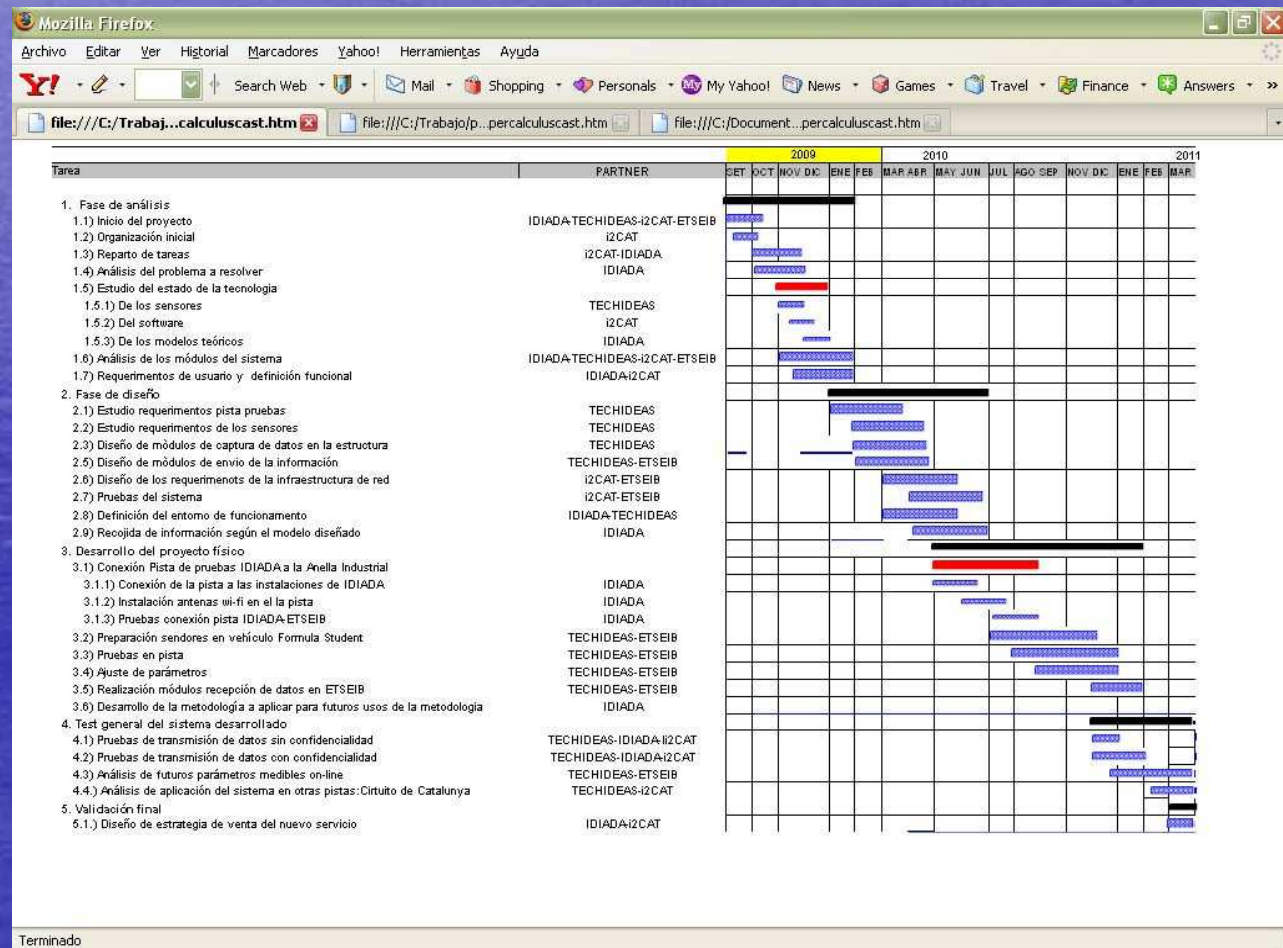 Mozilla Firefox
Archivo Editar Ver Historial Marcadores Yahoo! Herramientas Ayuda
Y! Search Web Mail Shopping Personals My Yahoo! News Games Travel Finance Answers »
file:///C:/Trabaj...calculuscast.htm file:///C:/Trabajo/p...percalculuscast.htm file:///C:/Document...percalculuscast.htm
2009 2010 2011
Tarea PARTNER SET OCT NOV DIC ENE FEB MAR ABR MAY JUN JUL AGO SEP NOV DIC ENE FEB MAR
1. Fase de análisis
1.1) Inicio del proyecto IDIADA-TECHIDEAS-i2CAT-ETSEIB
1.2) Organización inicial i2CAT
1.3) Reparto de tareas i2CAT-IDIADA
1.4) Análisis del problema a resolver IDIADA
1.5) Estudio del estado de la tecnologia
1.5.1) De los sensores TECHIDEAS
1.5.2) Del software i2CAT
1.5.3) De los modelos teóricos IDIADA
1.6) Análisis de los módulos del sistema IDIADA-TECHIDEAS-i2CAT-ETSEIB
1.7) Requerimentos de usuario y definición funcional IDIADA-i2CAT
2. Fase de diseño
2.1) Estudio requerimentos pista pruebas TECHIDEAS
2.2) Estudio requerimentos de los sensores TECHIDEAS
2.3) Diseño de mòdulos de captura de datos en la estructura TECHIDEAS
2.5) Diseño de mòdulos de envio de la información TECHIDEAS-ETSEIB
2.6) Diseño de los requerimenots de la infraestructura de red i2CAT-ETSEIB
2.7) Pruebas del sistema i2CAT-ETSEIB
2.8) Definición del entorno de funcionamento IDIADA-TECHIDEAS
2.9) Recojida de información según el modelo diseñado IDIADA
3. Desarrollo del proyecto físico
3.1) Conexión Pista de pruebas IDIADA a la Anella Industrial
3.1.1) Conexión de la pista a las instalaciones de IDIADA IDIADA
3.1.2) Instalación antenas wi-fi en el la pista IDIADA
3.1.3) Pruebas conexión pista IDIADA-ETSEIB IDIADA
3.2) Preparación sendores en vehículo Formula Student TECHIDEAS-ETSEIB
3.3) Pruebas en pista TECHIDEAS-ETSEIB
3.4) Ajuste de parámetros TECHIDEAS-ETSEIB
3.5) Realización módulos recepción de datos en ETSEIB TECHIDEAS-ETSEIB
3.6) Desarrollo de la metodología a aplicar para futuros usos de la metodologia IDIADA
4. Test general del sistema desarrollado
4.1) Pruebas de transmisión de datos sin confidencialidad TECHIDEAS-IDIADA-Ii2CAT
4.2) Pruebas de transmisión de datos con confidencialidad TECHIDEAS-IDIADA-i2CAT
4.3) Análisis de futuros parámetros medibles on-line TECHIDEAS-ETSEIB
4.4.) Análisis de aplicación del sistema en otras pistas:Cirtuito de Catalunya TECHIDEAS-i2CAT
5. Validación final
5.1.) Diseño de estrategia de venta del nuevo servicio IDIADA-i2CAT
Terminado